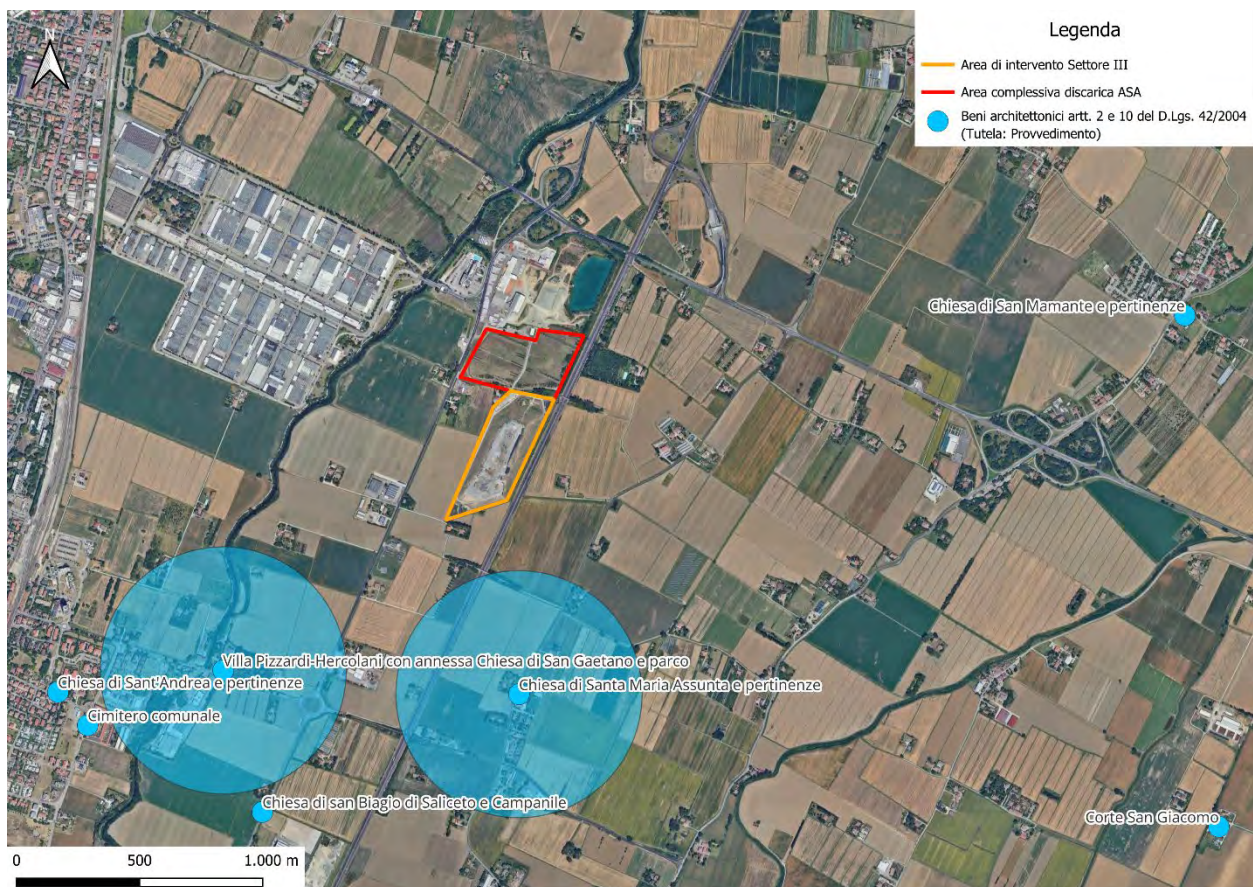 N
Legenda
Area di intervento Settore III
Area complessiva discarica ASA
Beni architettonici artt. 2 e 10 del D.Lgs. 42/2004
(Tutela: Provvedimento)
Chiesa di San Mamante e pertinenze
Villa Pizzardi-Hercolani con annessa Chiesa di San Gaetano e parco
Chiesa di Sant'Andrea e pertinenze
Chiesa di Santa Maria Assunta e pertinenze
Cimitero comunale
Chiesa di san Biagio di Saliceto e Campanile
Corte San Giacomo
0 500 1.000 m